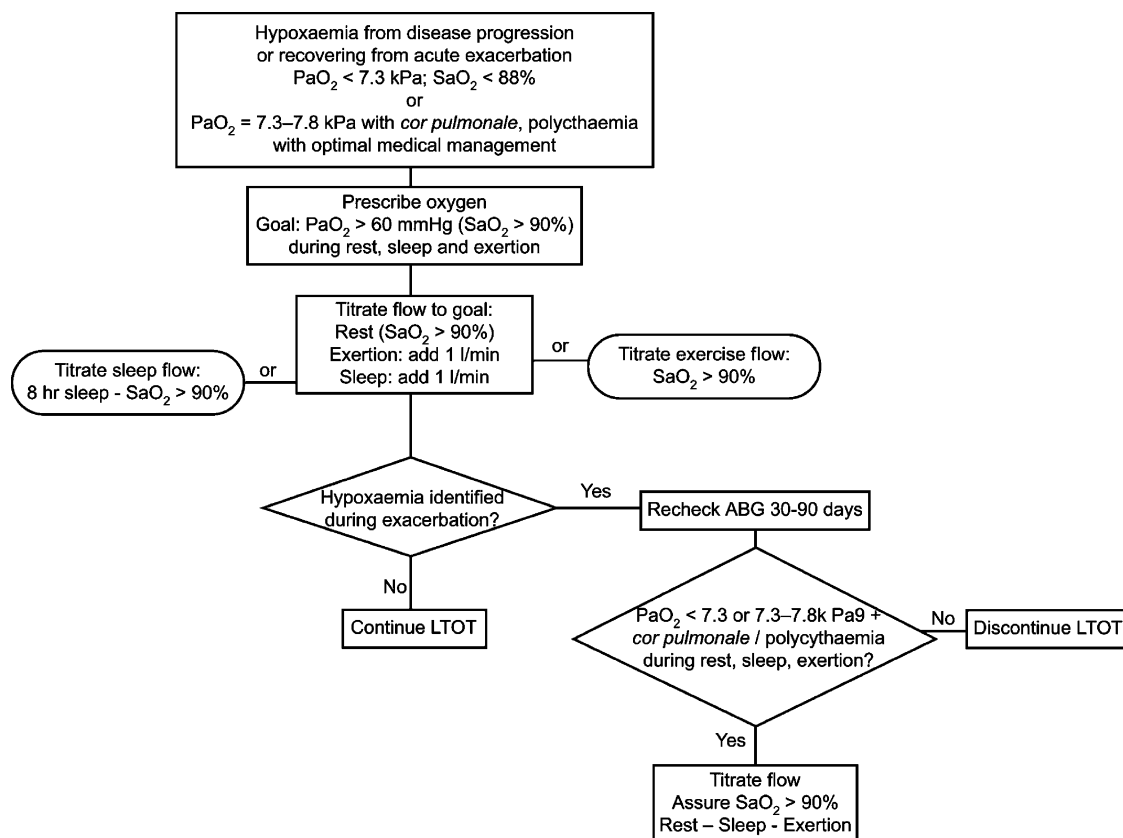 Hypoxaemia from disease progression
or recovering from acute exacerbation
PaO₂ < 7.3 kPa; SaO₂ < 88%
or
PaO₂ = 7.3–7.8 kPa with cor pulmonale, polycthaemia
with optimal medical management
Prescribe oxygen
Goal: PaO₂ > 60 mmHg (SaO₂ > 90%)
during rest, sleep and exertion
Titrate flow to goal:
Rest (SaO₂ > 90%)
Exertion: add 1 l/min
Sleep: add 1 l/min
or
Titrate sleep flow:
8 hr sleep - SaO₂ > 90%
or
Titrate exercise flow:
SaO₂ > 90%
Hypoxaemia identified
during exacerbation?
Yes
Recheck ABG 30-90 days
No
Continue LTOT
PaO₂ < 7.3 or 7.3–7.8k Pa9 +
cor pulmonale / polycythaemia
during rest, sleep, exertion?
No
Discontinue LTOT
Yes
Titrate flow
Assure SaO₂ > 90%
Rest – Sleep - Exertion